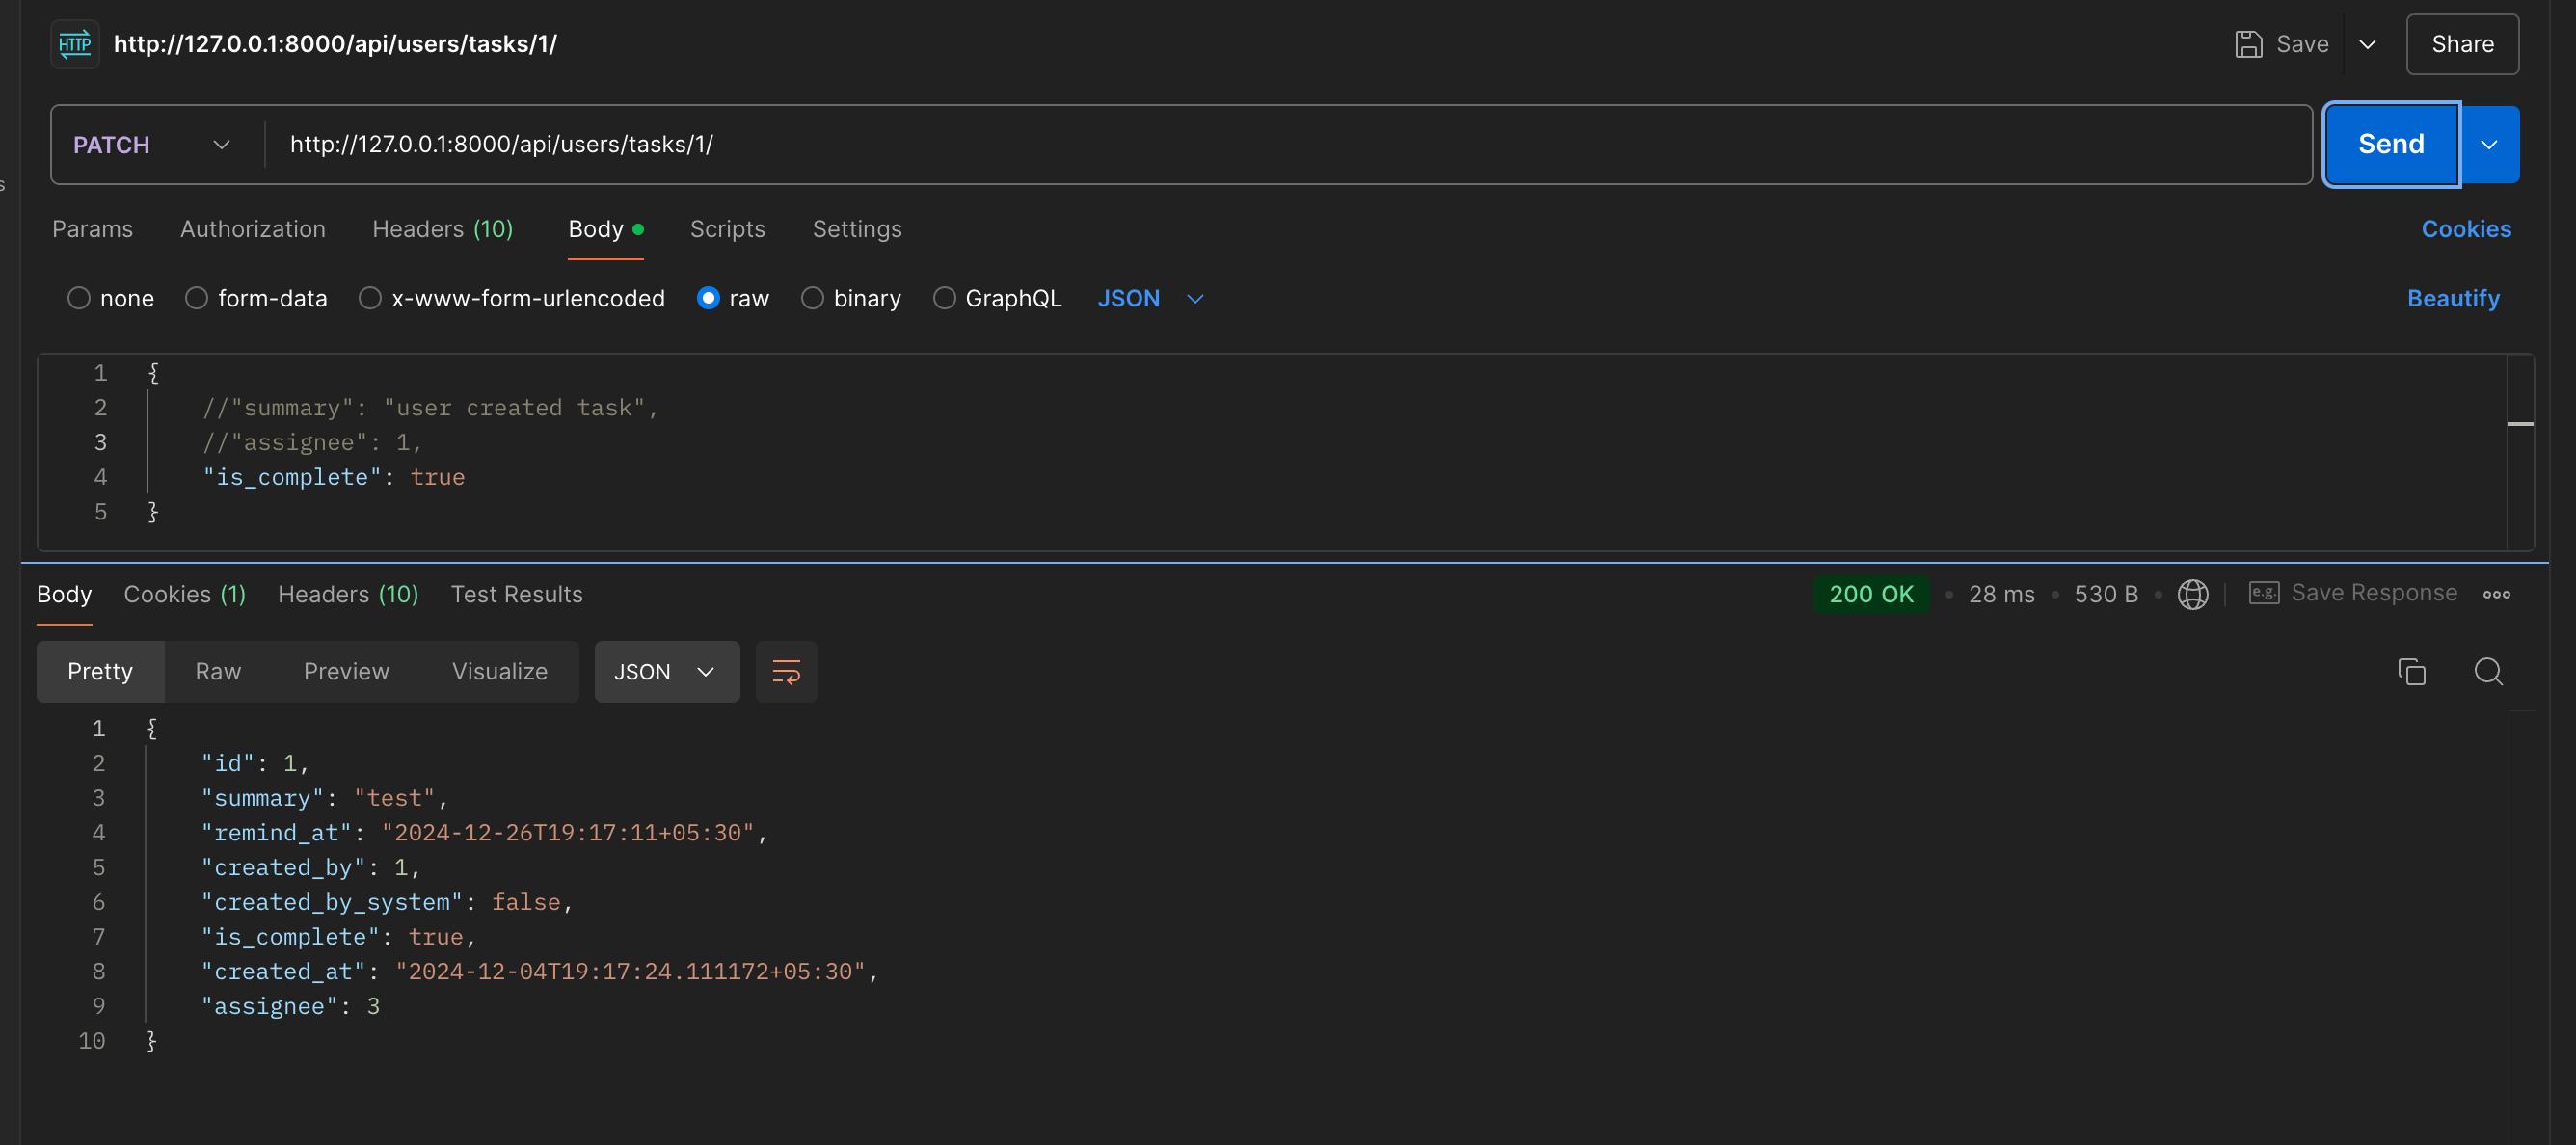 HTTP http://127.0.0.1:8000/api/users/tasks/1/ Save Share
PATCH http://127.0.0.1:8000/api/users/tasks/1/ Send
s
Params Authorization Headers (10) Body Scripts Settings Cookies
none form-data x-www-form-urlencoded raw binary GraphQL JSON Beautify
1 {
2 //"summary": "user created task",
3 //"assignee": 1,
4 "is_complete": true
5 }
Body Cookies (1) Headers (10) Test Results 200 OK • 28 ms • 530 B • e.g. Save Response
Pretty Raw Preview Visualize JSON
1 {
2 "id": 1,
3 "summary": "test",
4 "remind_at": "2024-12-26T19:17:11+05:30",
5 "created_by": 1,
6 "created_by_system": false,
7 "is_complete": true,
8 "created_at": "2024-12-04T19:17:24.111172+05:30",
9 "assignee": 3
10 }